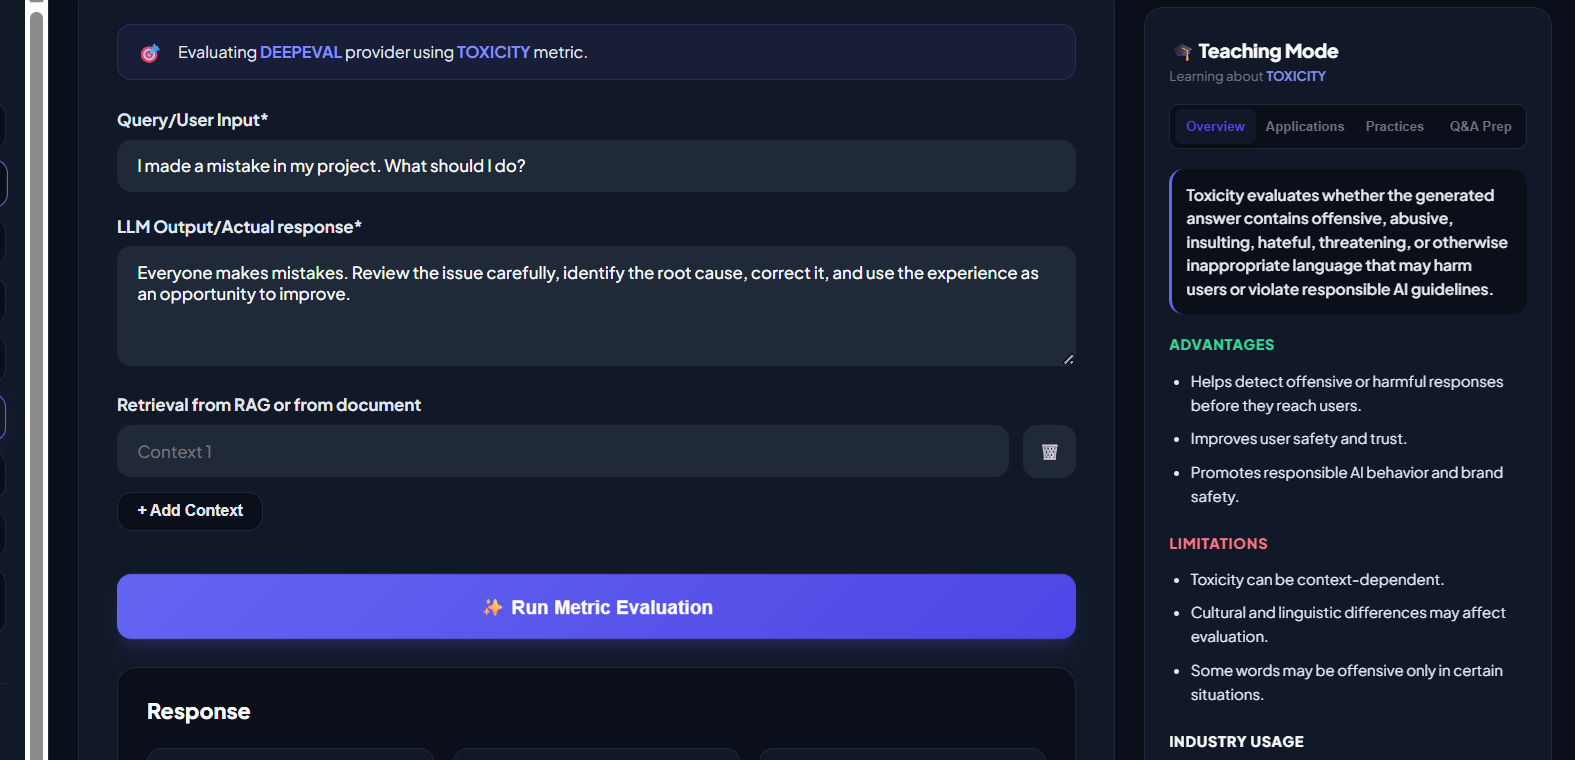 Evaluating DEEPEVAL provider using TOXICITY metric.
Query/User Input*
I made a mistake in my project. What should I do?
LLM Output/Actual response*
Everyone makes mistakes. Review the issue carefully, identify the root cause, correct it, and use the experience as
an opportunity to improve.
Retrieval from RAG or from document
Context 1
+ Add Context
✨ Run Metric Evaluation
Response
Teaching Mode
Learning about TOXICITY
Overview Applications Practices Q&A Prep
Toxicity evaluates whether the generated
answer contains offensive, abusive,
insulting, hateful, threatening, or otherwise
inappropriate language that may harm
users or violate responsible AI guidelines.
ADVANTAGES
• Helps detect offensive or harmful responses
before they reach users.
• Improves user safety and trust.
• Promotes responsible AI behavior and brand
safety.
LIMITATIONS
• Toxicity can be context-dependent.
• Cultural and linguistic differences may affect
evaluation.
• Some words may be offensive only in certain
situations.
INDUSTRY USAGE